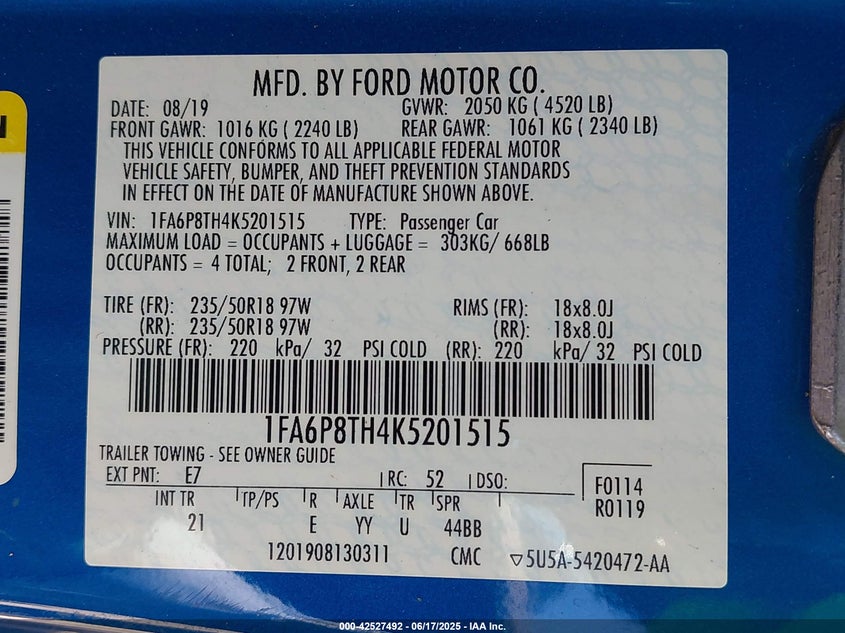 MFD. BY FORD MOTOR CO.
DATE: 08/19 GVWR: 2050 KG ( 4520 LB)
FRONT GAWR: 1016 KG ( 2240 LB) REAR GAWR: 1061 KG ( 2340 LB)
THIS VEHICLE CONFORMS TO ALL APPLICABLE FEDERAL MOTOR
VEHICLE SAFETY, BUMPER, AND THEFT PREVENTION STANDARDS
IN EFFECT ON THE DATE OF MANUFACTURE SHOWN ABOVE.
VIN: 1FA6P8TH4K5201515 TYPE: Passenger Car
MAXIMUM LOAD = OCCUPANTS + LUGGAGE = 303KG/ 668LB
OCCUPANTS = 4 TOTAL; 2 FRONT, 2 REAR
TIRE (FR): 235/50R18 97W RIMS (FR): 18x8.0J
(RR): 235/50R18 97W (RR): 18x8.0J
PRESSURE (FR): 220 kPa/ 32 PSI COLD (RR): 220 kPa/ 32 PSI COLD
1FA6P8TH4K5201515
TRAILER TOWING - SEE OWNER GUIDE
EXT PNT: E7 RC: 52 DSO:
F0114
INT TR TP/PS R AXLE TR SPR
R0119
21 E YY U 44BB
1201908130311 CMC ▽5U5A-5420472-AA
000-42527492 - 06/17/2025 - IAA Inc.